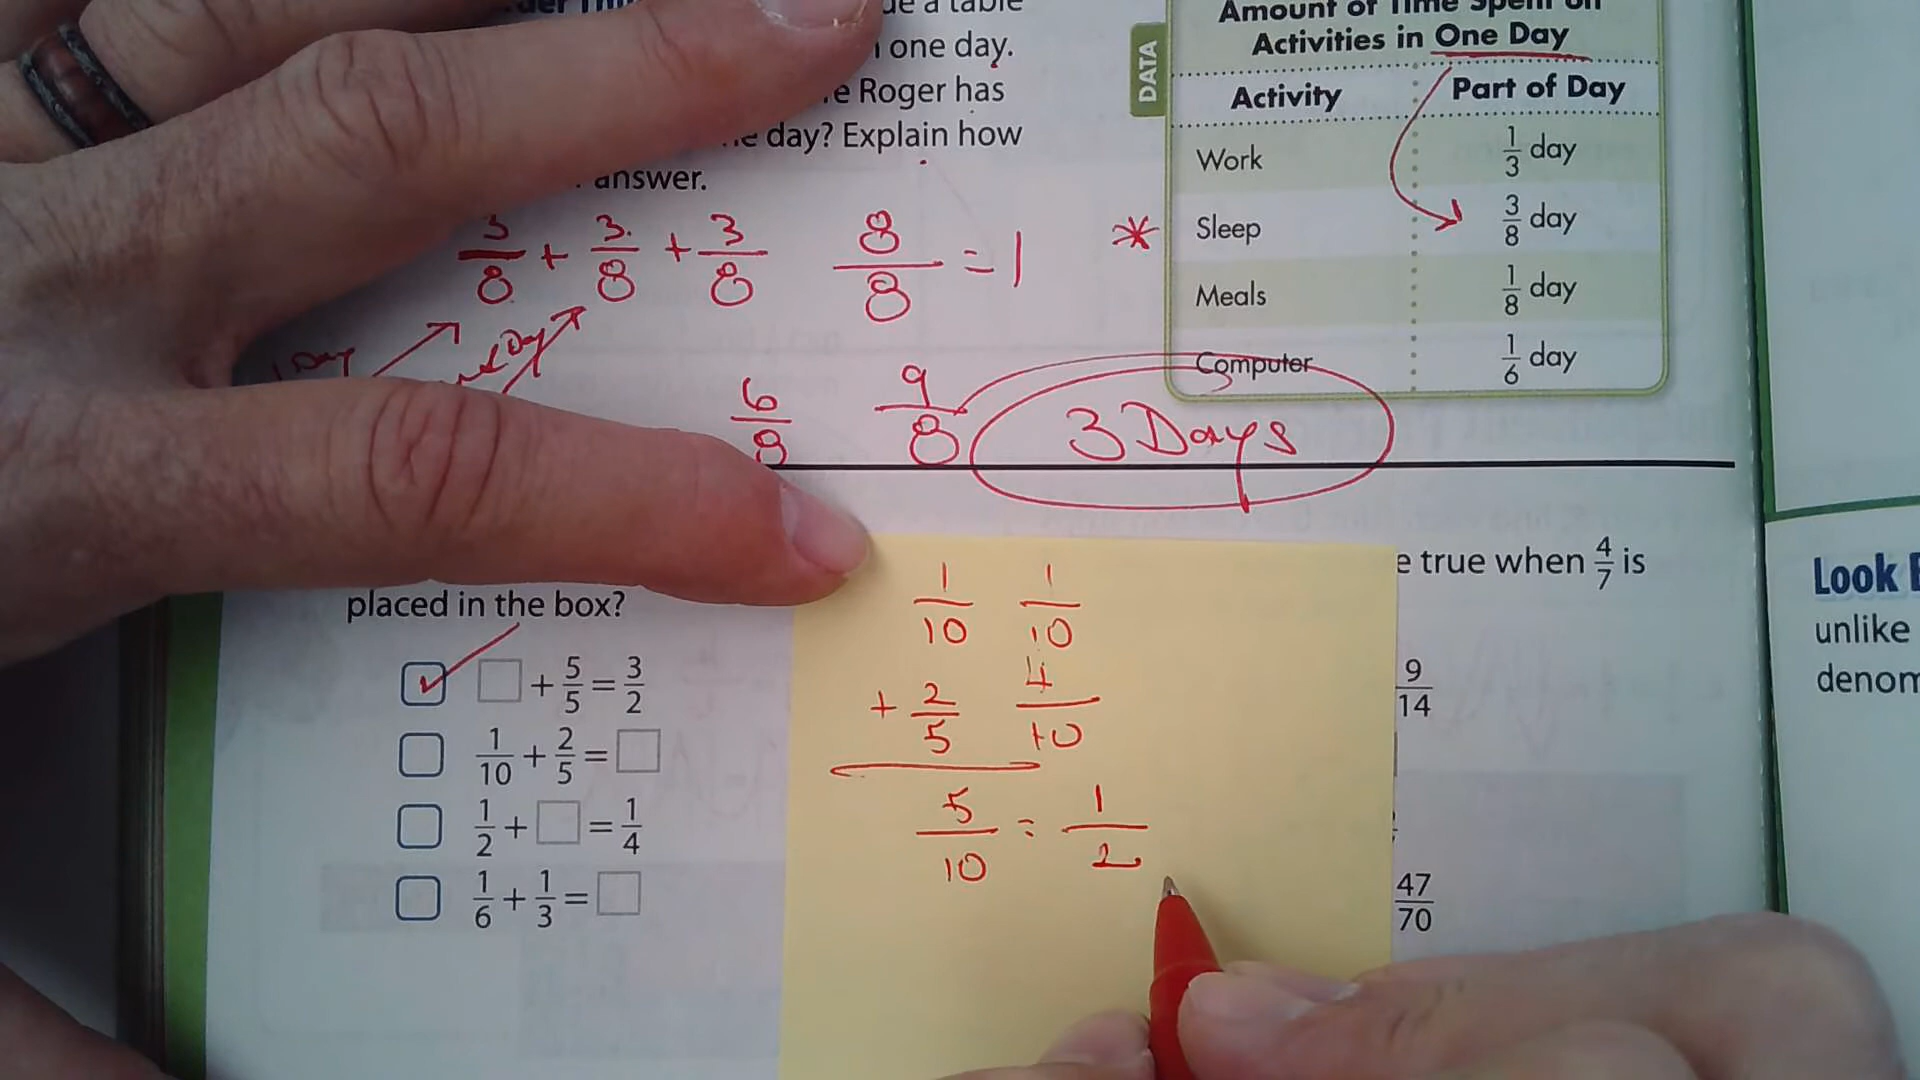 de a table
one day.
e Roger has
day? Explain how
answer.
Amount of Time Spent on
Activities in One Day
DATA
Activity Part of Day
Work 1/3 day
Sleep 3/8 day
Meals 1/8 day
Computer 1/6 day
3/8 + 3/8 + 3/8 8/8 = 1 *
Day
Day
6/8 9/8 3 Days
placed in the box?
✓ □ + 5/5 = 3/2
1/10 + 2/5 = □
1/2 + □ = 1/4
1/6 + 1/3 = □
1/10 1/10
+ 2/5 4/10
5/10 = 1/2
e true when 4/7 is
9/14
47/70
Look
unlike
denom